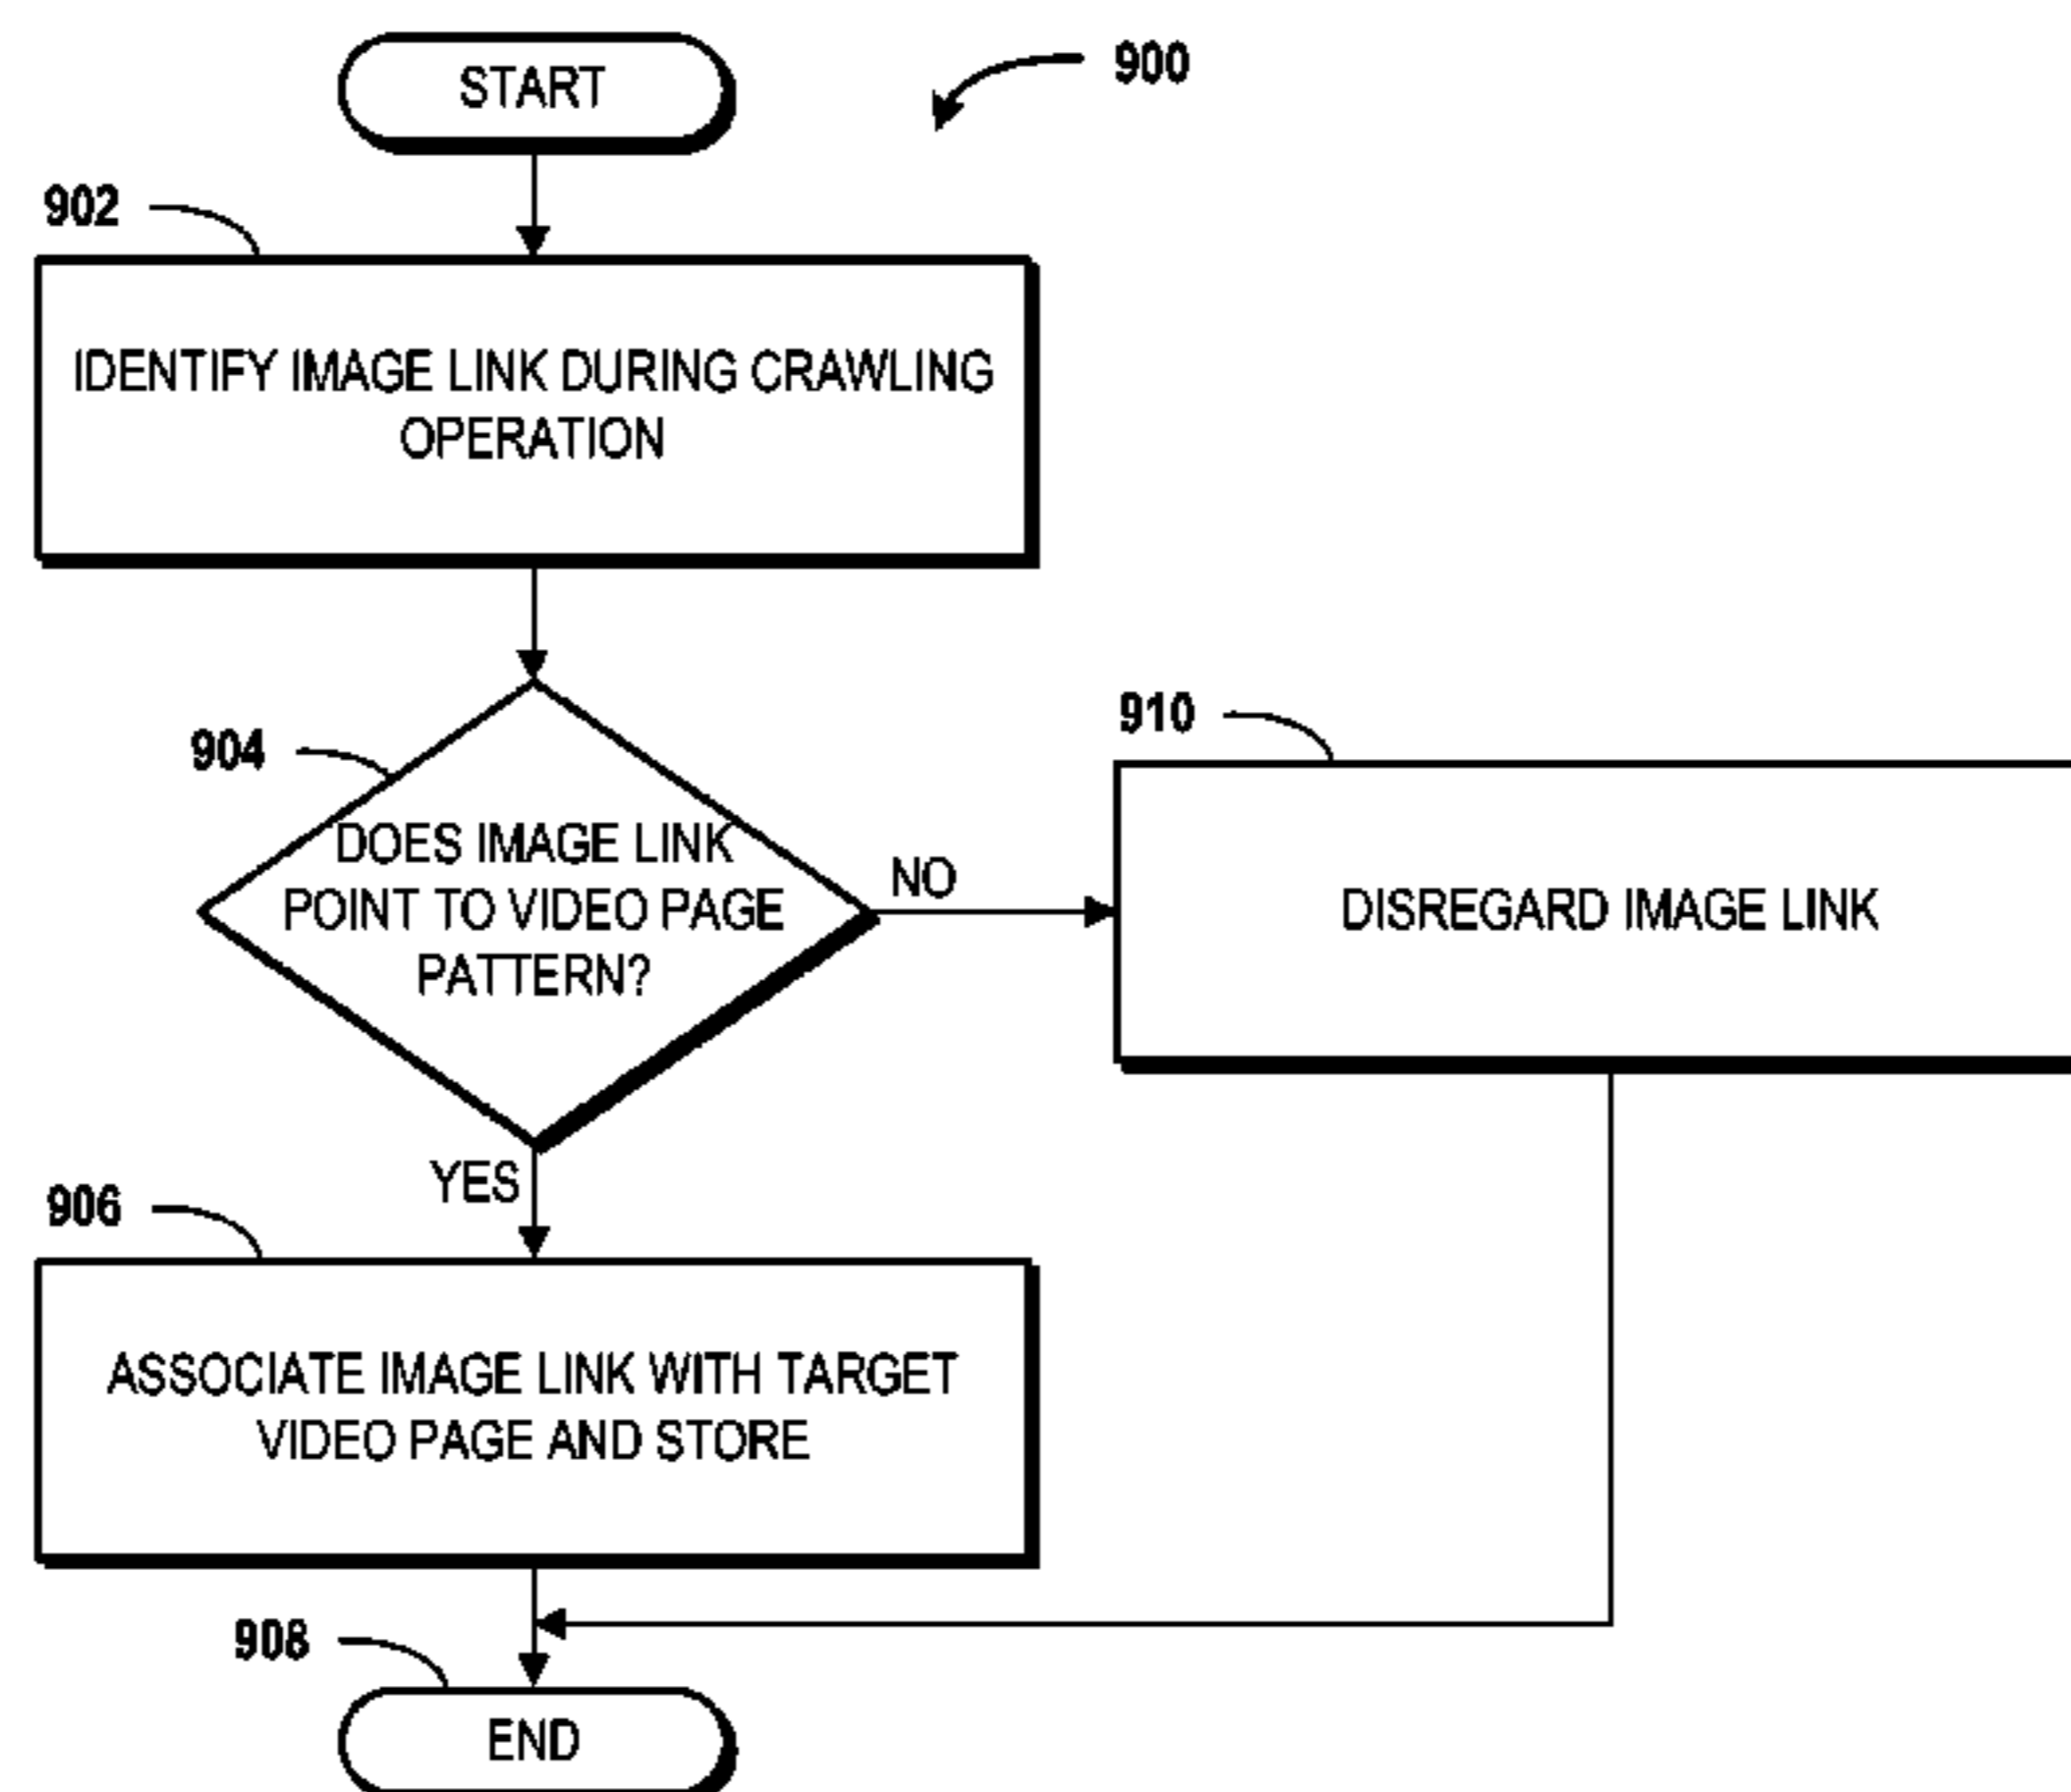 START
900
902
IDENTIFY IMAGE LINK DURING CRAWLING
OPERATION
904
DOES IMAGE LINK
POINT TO VIDEO PAGE
PATTERN?
NO
910
DISREGARD IMAGE LINK
YES
906
ASSOCIATE IMAGE LINK WITH TARGET
VIDEO PAGE AND STORE
908
END